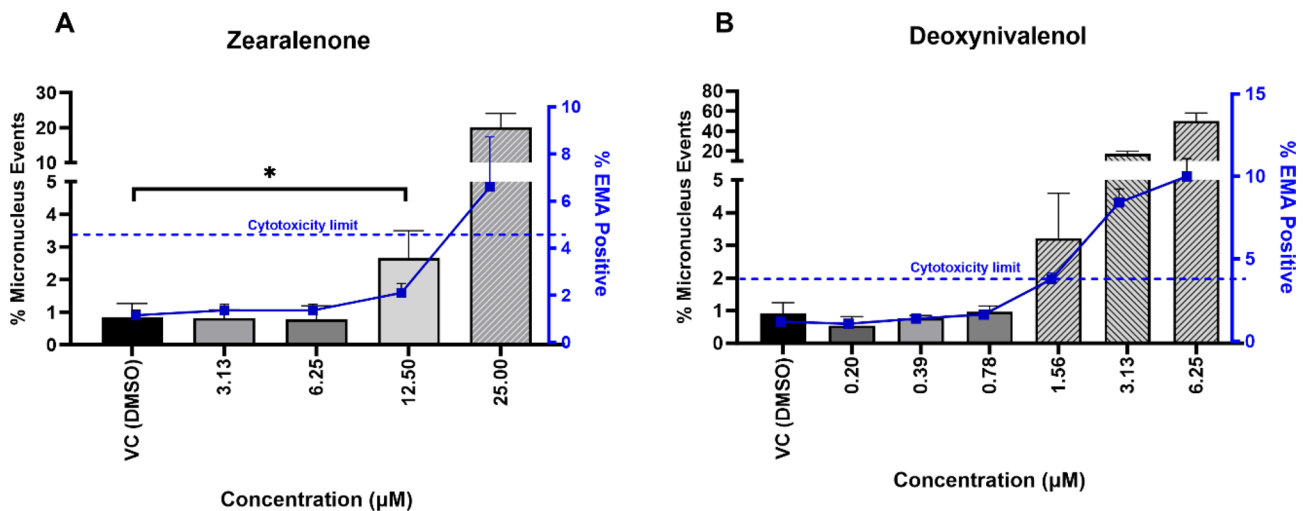 A
Zearalenone
% Micronucleus Events
30
20
10
5
4
3
2
1
0
*
Cytotoxicity limit
10
8
6
4
2
0
% EMA Positive
VC (DMSO)
3.13
6.25
12.50
25.00
Concentration (µM)
B
Deoxynivalenol
% Micronucleus Events
80
60
40
20
5
4
3
2
1
0
Cytotoxicity limit
15
10
5
0
% EMA Positive
VC (DMSO)
0.20
0.39
0.78
1.56
3.13
6.25
Concentration (µM)